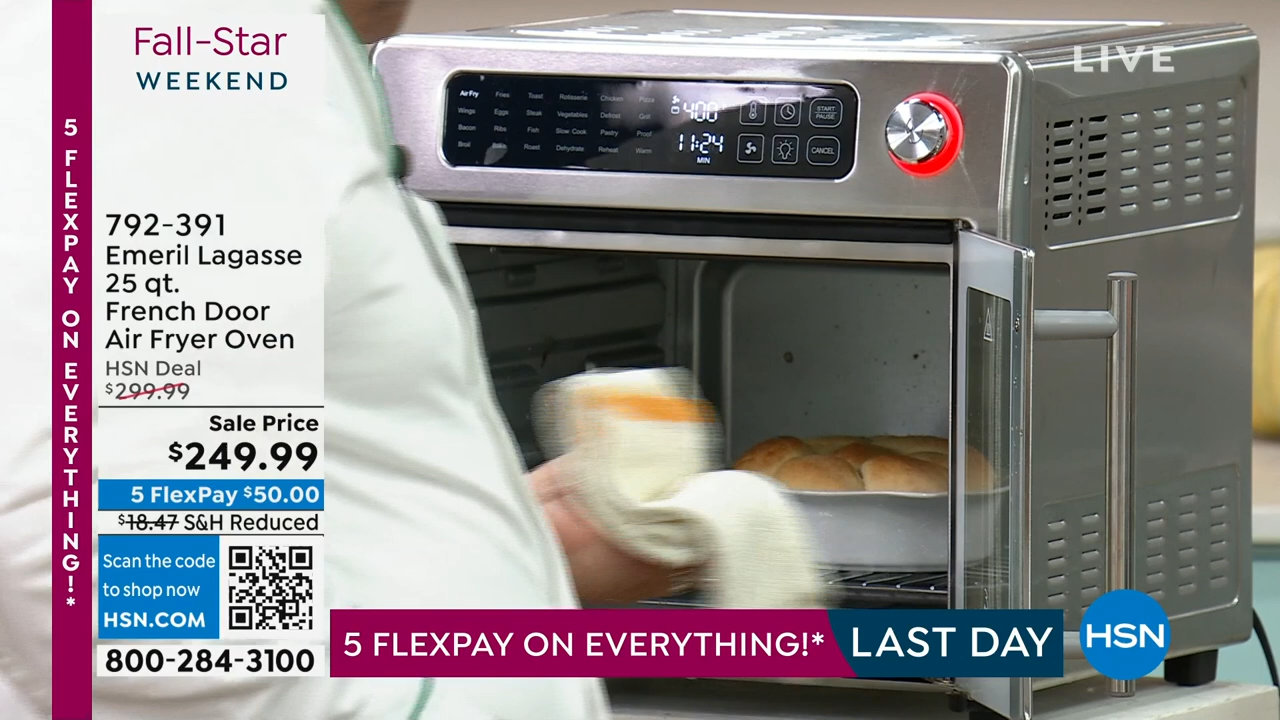 5 FLEXPAY ON EVERYTHING!*
Fall-Star
WEEKEND
792-391
Emeril Lagasse
25 qt.
French Door
Air Fryer Oven
HSN Deal
$299.99
Sale Price
$249.99
5 FlexPay $50.00
$18.47 S&H Reduced
Scan the code
to shop now
HSN.COM
800-284-3100
LIVE
Air Fry Fries Toast Rotisserie Chicken Pizza
Wings Eggs Steak Vegetables Defrost Grill
Bacon Ribs Fish Slow Cook Pastry Proof
Broil Bake Roast Dehydrate Reheat Warm
400°
11:24
MIN
START/PAUSE
CANCEL
5 FLEXPAY ON EVERYTHING!* LAST DAY
HSN